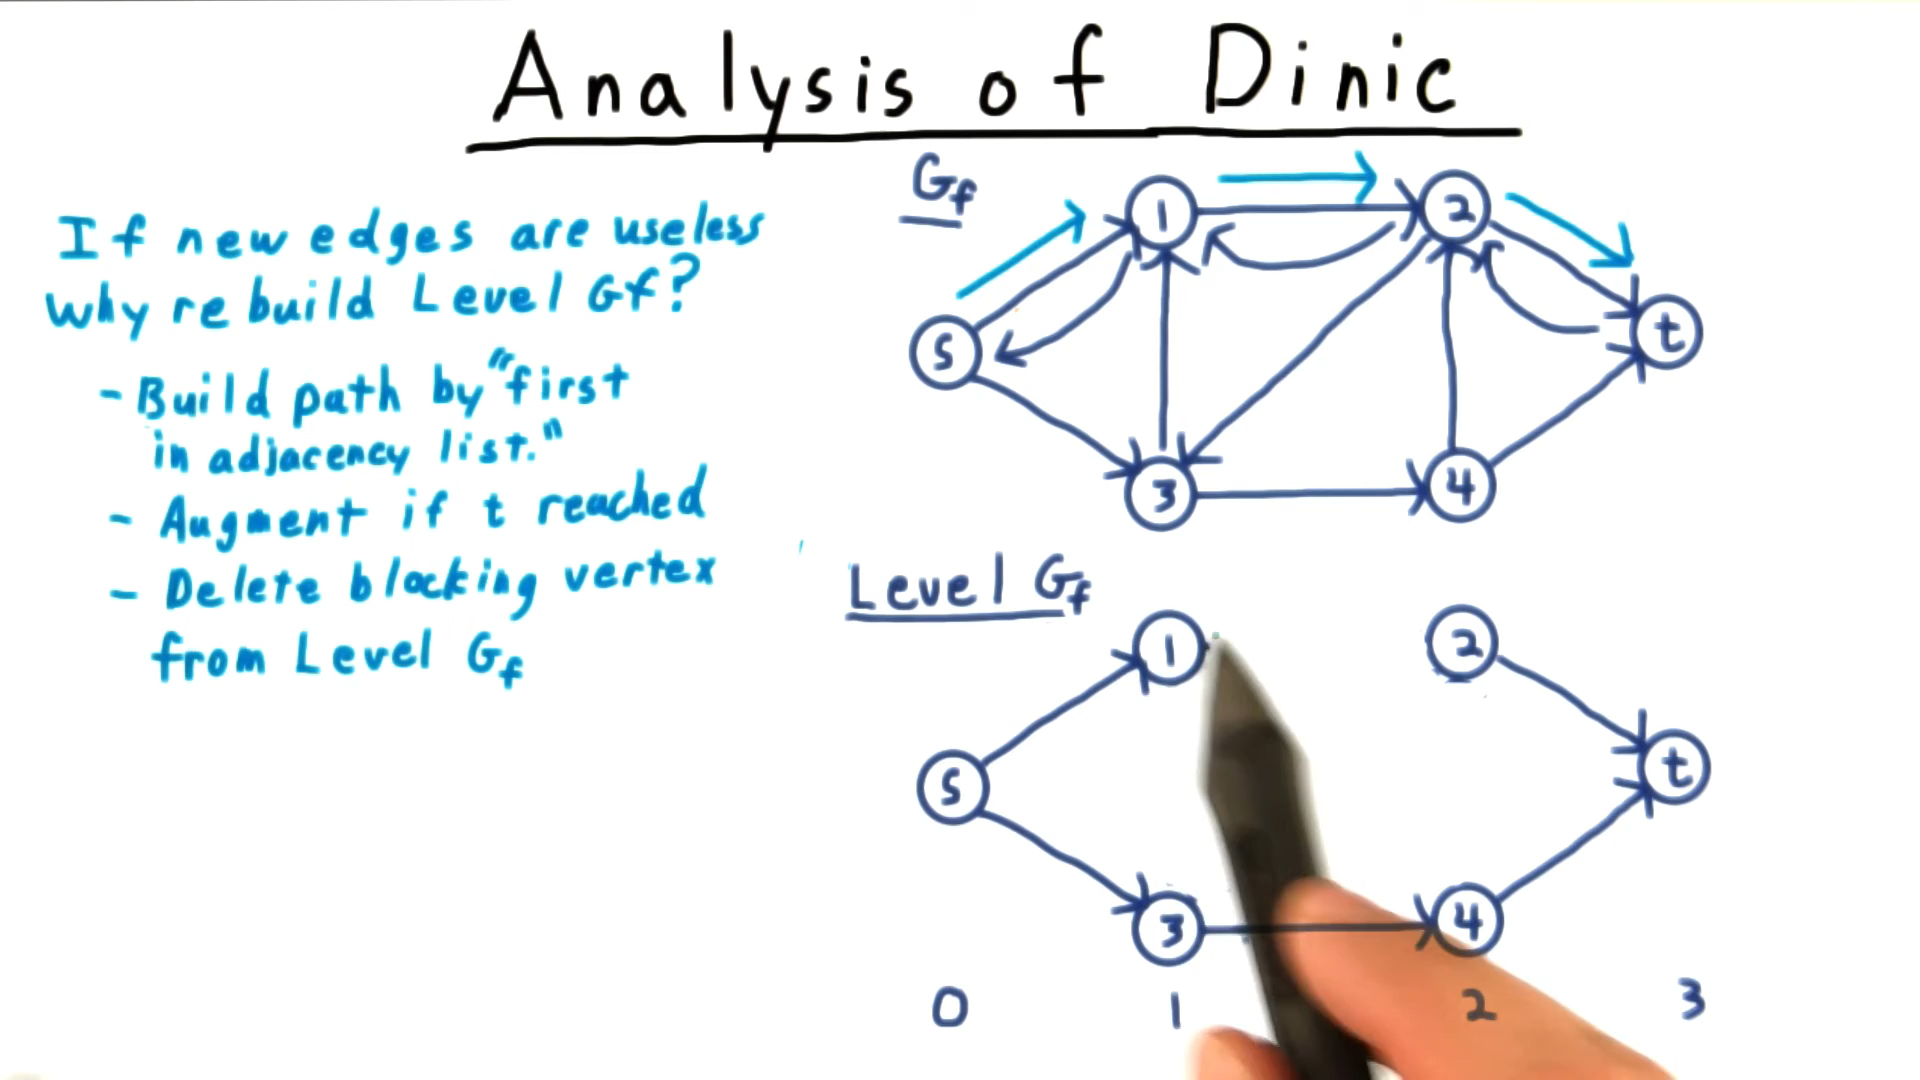 Analysis of Dinic
If new edges are useless
why rebuild Level Gf?
- Build path by "first
in adjacency list."
- Augment if t reached
- Delete blocking vertex
from Level Gf
Gf
1
2
s
t
3
4
Level Gf
1
2
s
t
3
4
0 1 2 3